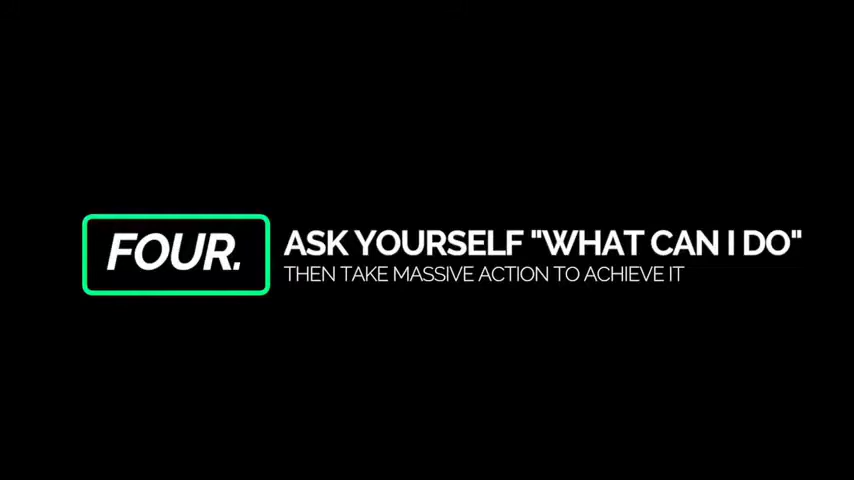 FOUR.
ASK YOURSELF "WHAT CAN I DO"
THEN TAKE MASSIVE ACTION TO ACHIEVE IT